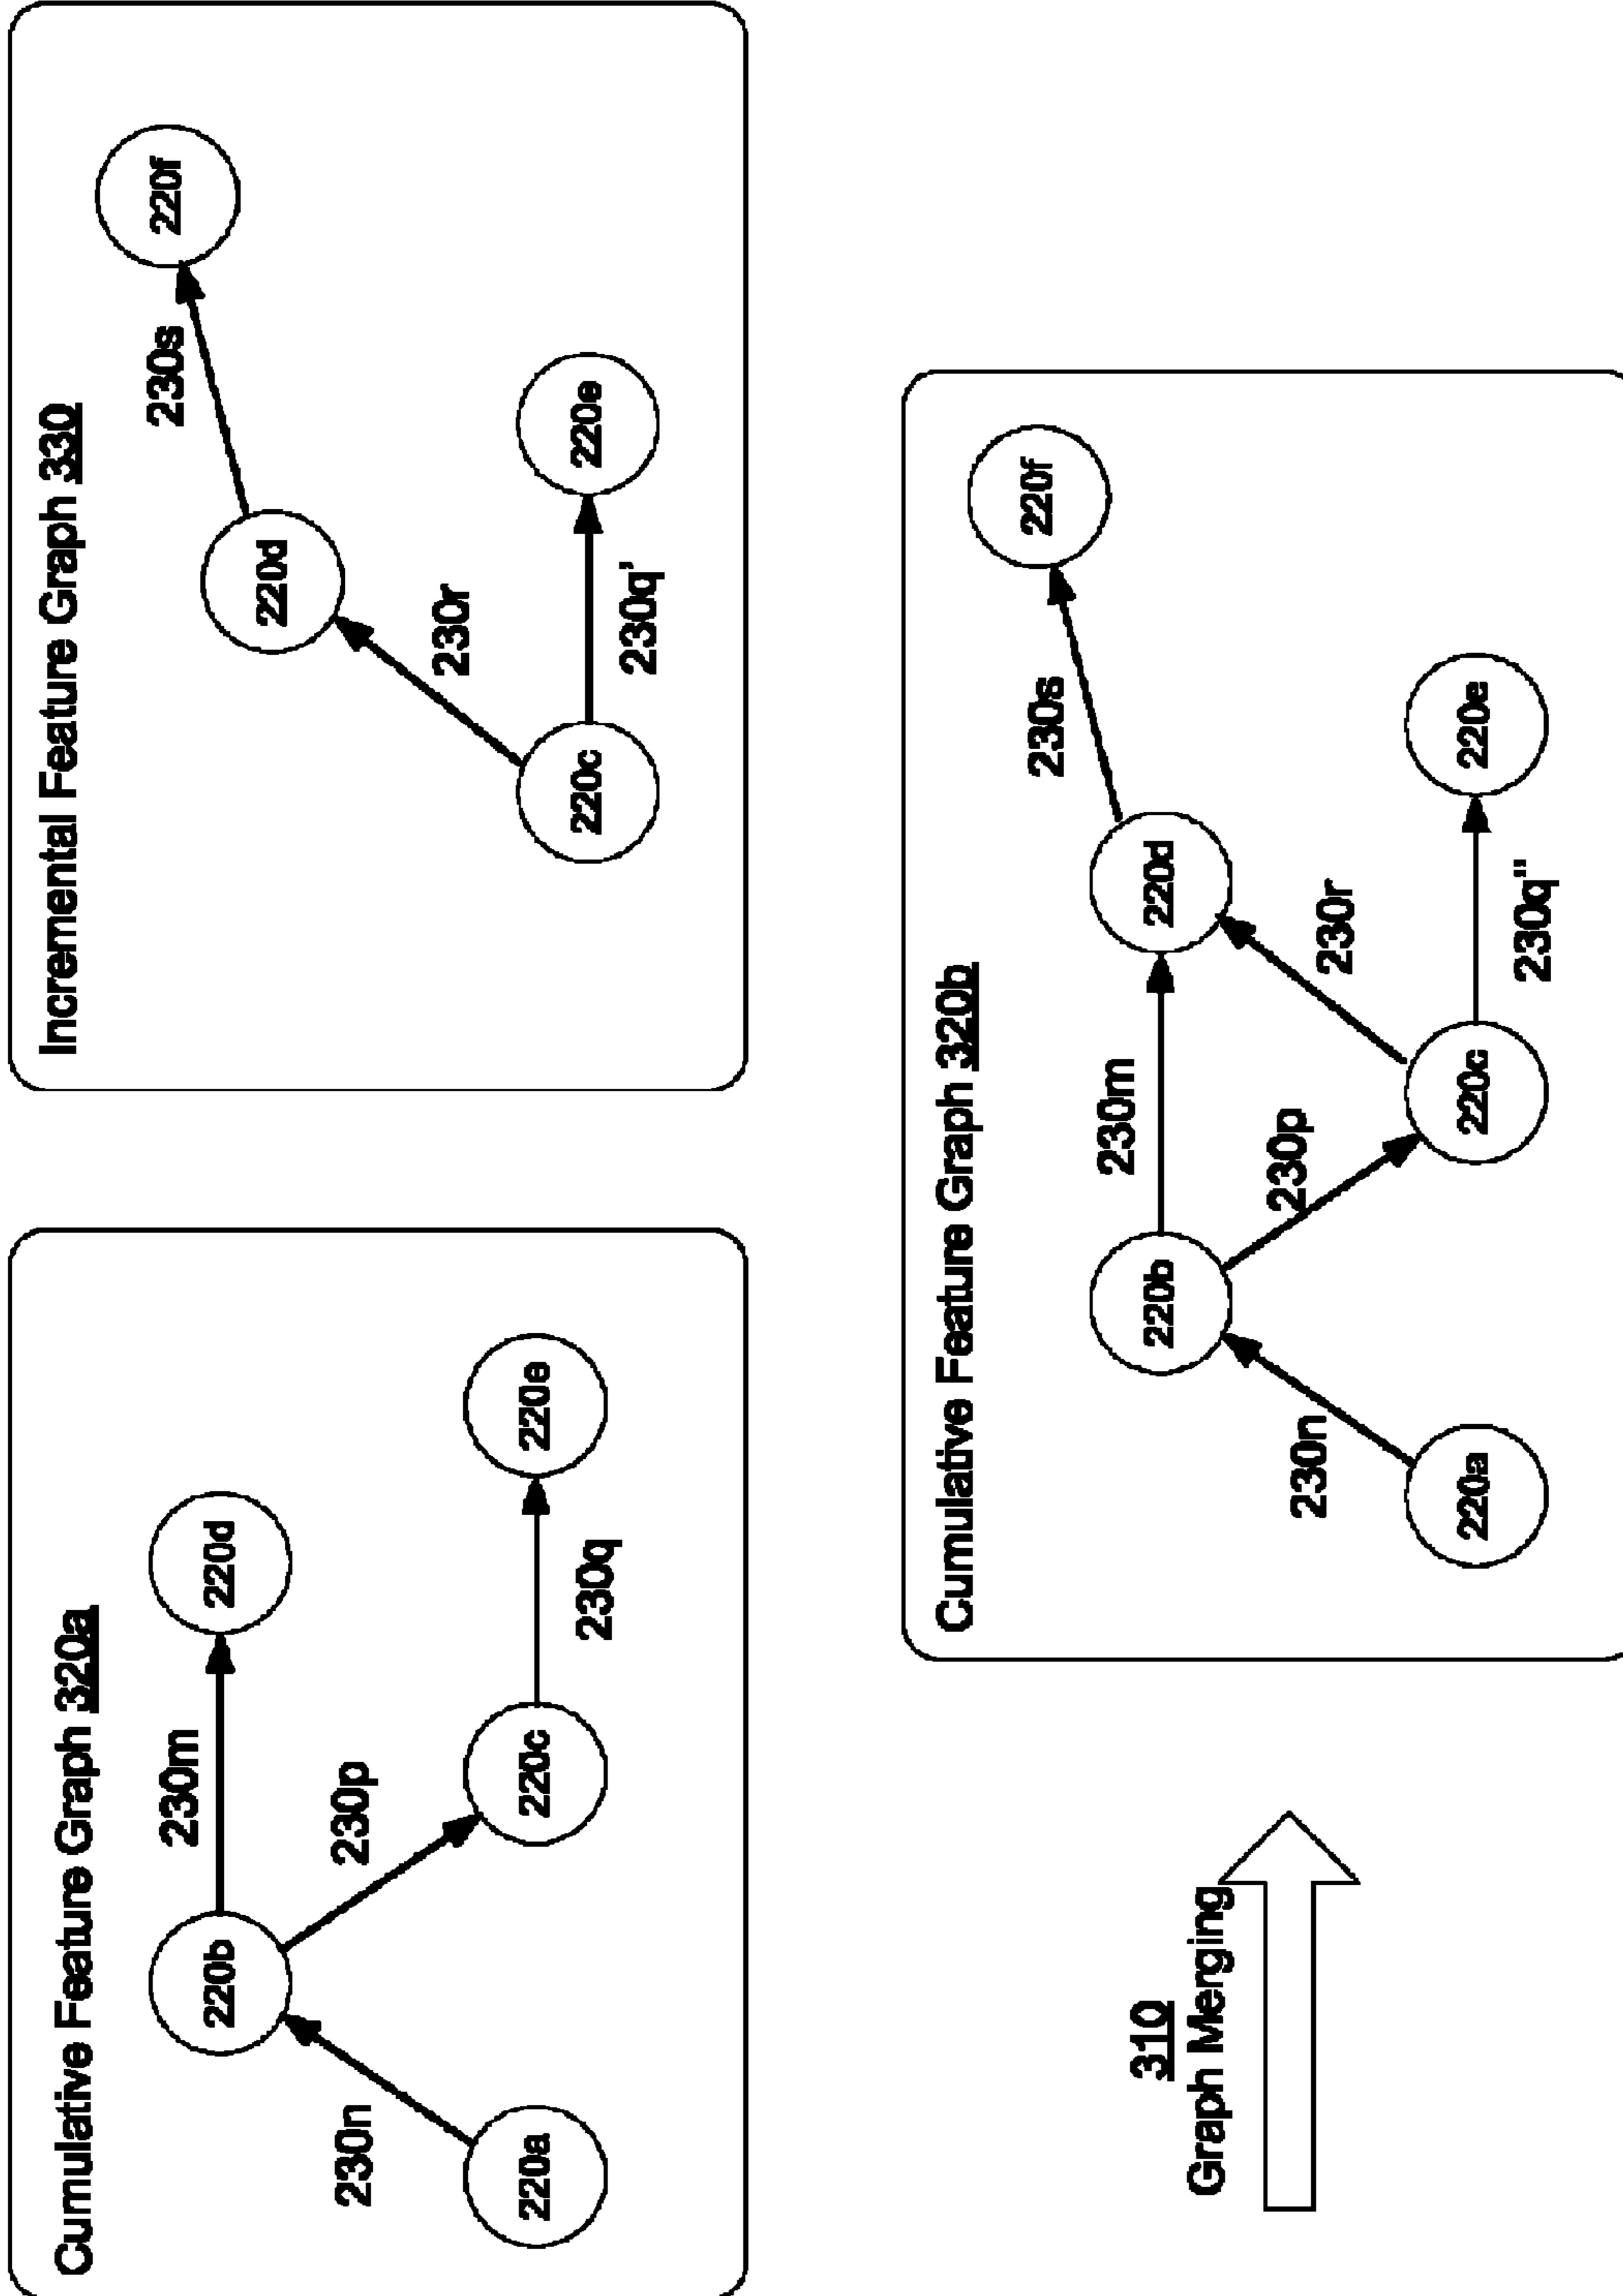 Cumulative Feature Graph 320a
230m
220b
220d
230n
230p
220a
220c
230q
220e
Incremental Feature Graph 330
230s
220f
220d
230r
220c
230q'
220e
310
Graph Merging
Cumulative Feature Graph 320b
230s
220f
230m
220b
220d
230n
230p
230r
220a
220c
230q"
220e